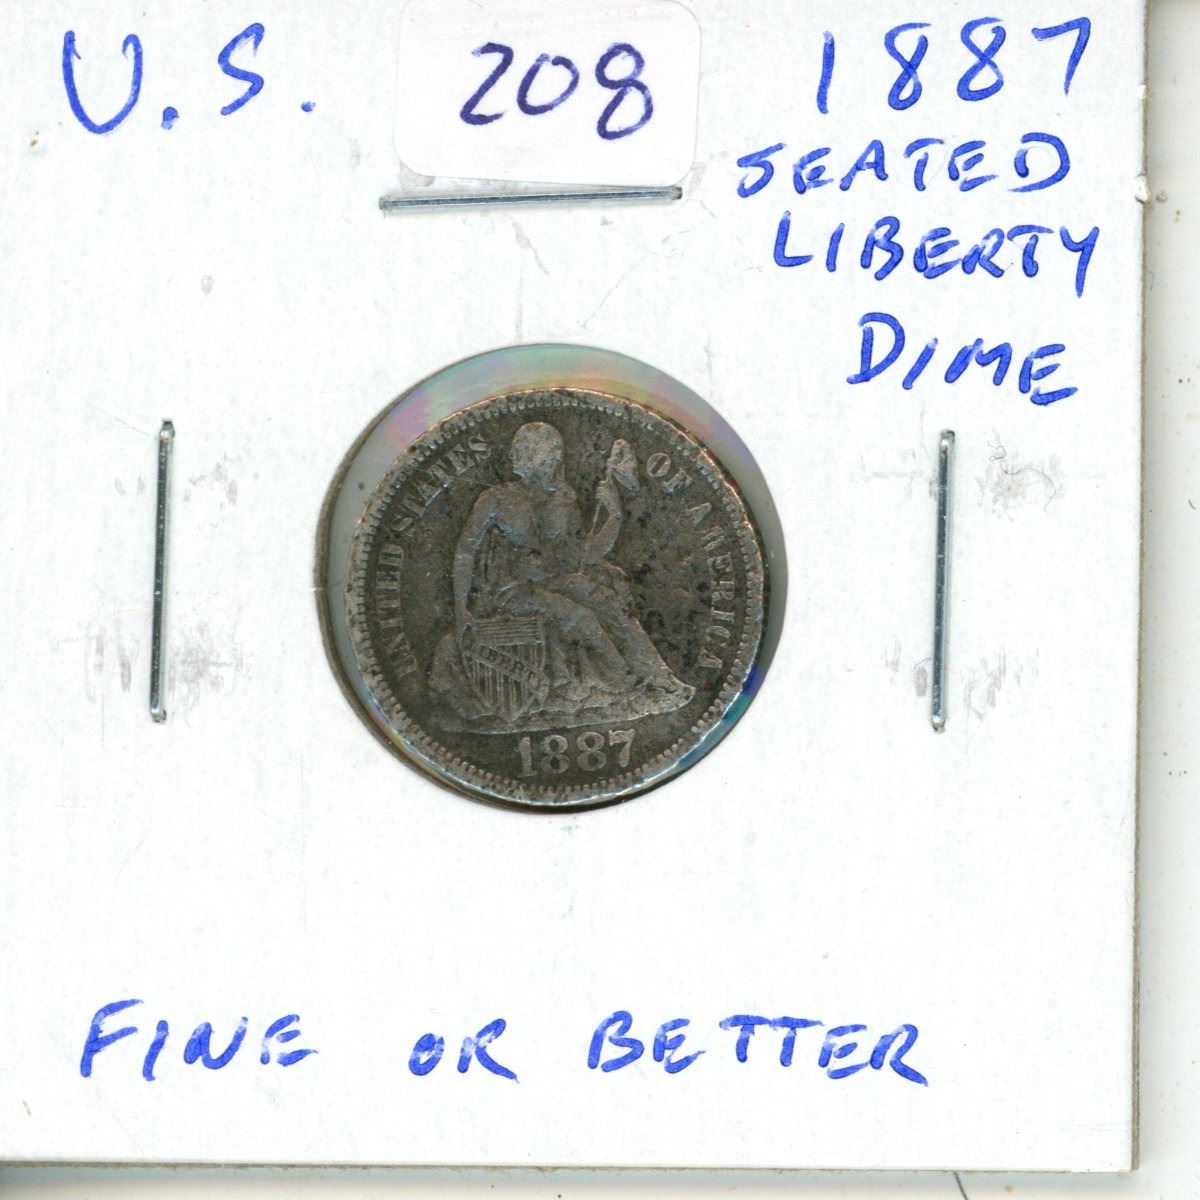 U.S. 208 1887
SEATED
LIBERTY
DIME
UNITED STATES OF AMERICA
1887
FINE OR BETTER